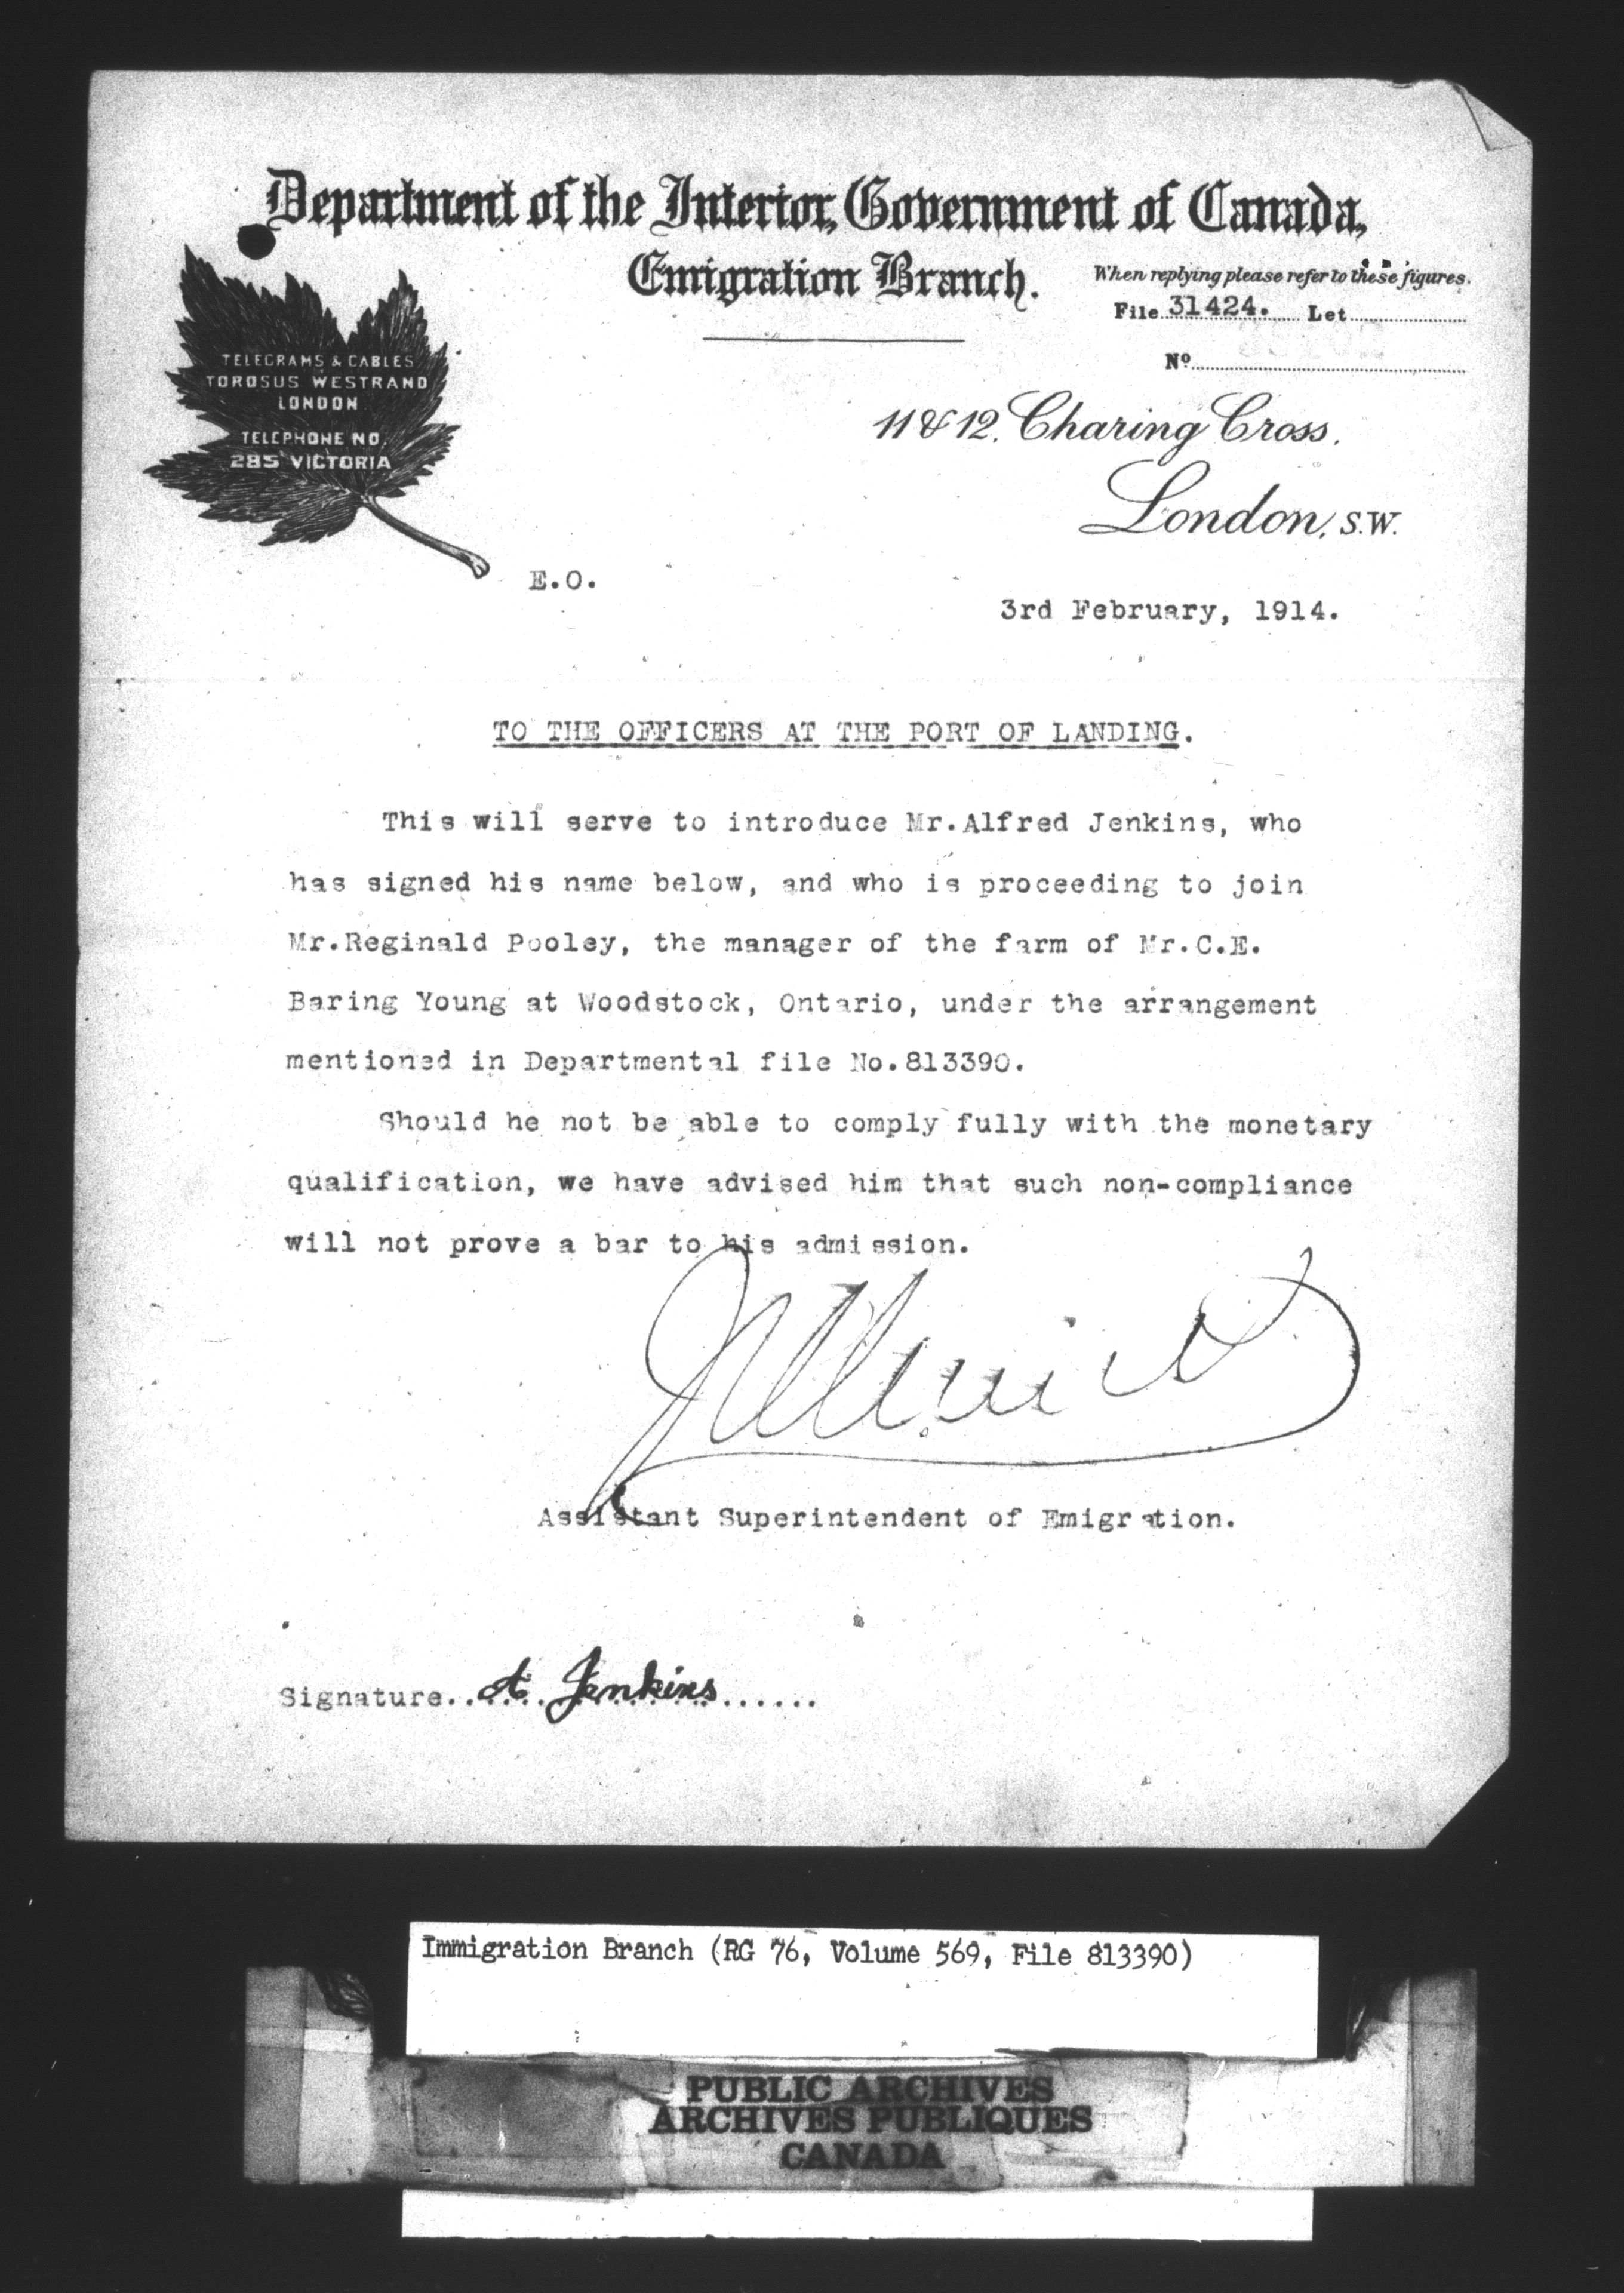 Department of the Interior, Government of Canada,
Emigration Branch.
When replying please refer to these figures.
File 31424. Let
No
TELEGRAMS & CABLES
TOROSUS WESTRAND
LONDON
TELEPHONE NO.
285 VICTORIA
11 & 12, Charing Cross,
London, S.W.
E.O.
3rd February, 1914.
TO THE OFFICERS AT THE PORT OF LANDING.
This will serve to introduce Mr.Alfred Jenkins, who
has signed his name below, and who is proceeding to join
Mr.Reginald Pooley, the manager of the farm of Mr.C.E.
Baring Young at Woodstock, Ontario, under the arrangement
mentioned in Departmental file No.813390.
Should he not be able to comply fully with the monetary
qualification, we have advised him that such non-compliance
will not prove a bar to his admission.
Assistant Superintendent of Emigration.
Signature...A Jenkins......
Immigration Branch (RG 76, Volume 569, File 813390)
PUBLIC ARCHIVES
ARCHIVES PUBLIQUES
CANADA